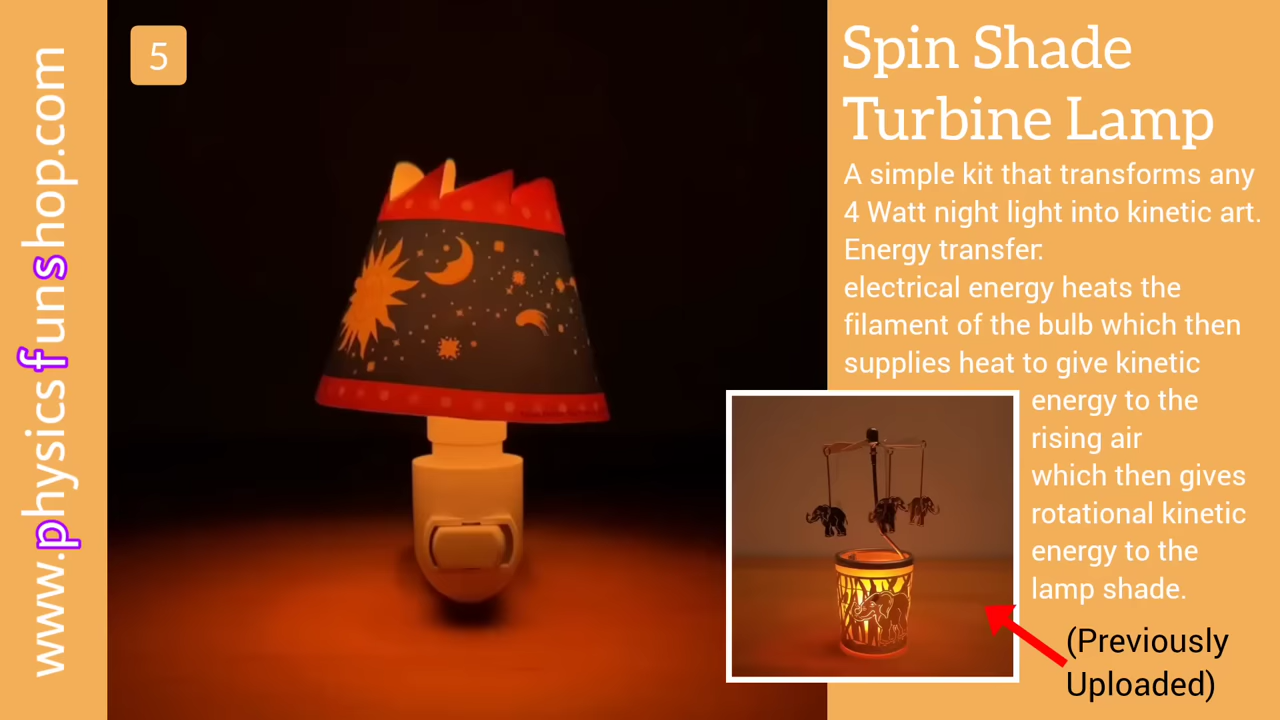 www.physicsfunshop.com
5
Spin Shade
Turbine Lamp
A simple kit that transforms any
4 Watt night light into kinetic art.
Energy transfer:
electrical energy heats the
filament of the bulb which then
supplies heat to give kinetic
energy to the
rising air
which then gives
rotational kinetic
energy to the
lamp shade.
(Previously
Uploaded)